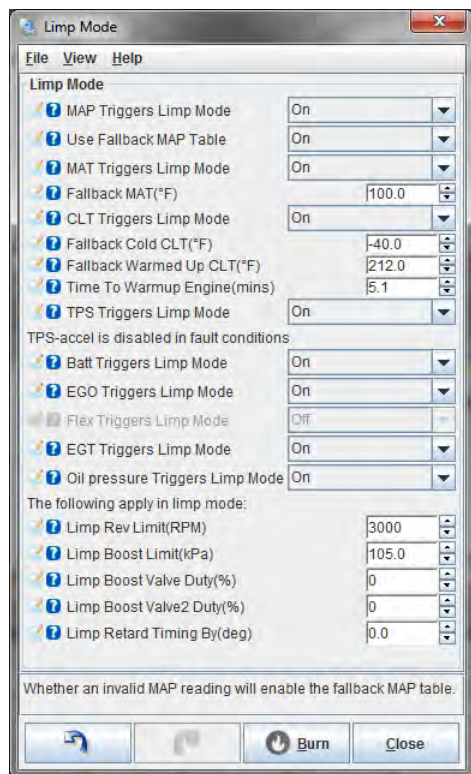 Limp Mode
File View Help
Limp Mode
MAP Triggers Limp Mode On
Use Fallback MAP Table On
MAT Triggers Limp Mode On
Fallback MAT(°F) 100.0
CLT Triggers Limp Mode On
Fallback Cold CLT(°F) -40.0
Fallback Warmed Up CLT(°F) 212.0
Time To Warmup Engine(mins) 5.1
TPS Triggers Limp Mode On
TPS-accel is disabled in fault conditions
Batt Triggers Limp Mode On
EGO Triggers Limp Mode On
Flex Triggers Limp Mode Off
EGT Triggers Limp Mode On
Oil pressure Triggers Limp Mode On
The following apply in limp mode:
Limp Rev Limit(RPM) 3000
Limp Boost Limit(kPa) 105.0
Limp Boost Valve Duty(%) 0
Limp Boost Valve2 Duty(%) 0
Limp Retard Timing By(deg) 0.0
Whether an invalid MAP reading will enable the fallback MAP table.
Burn Close